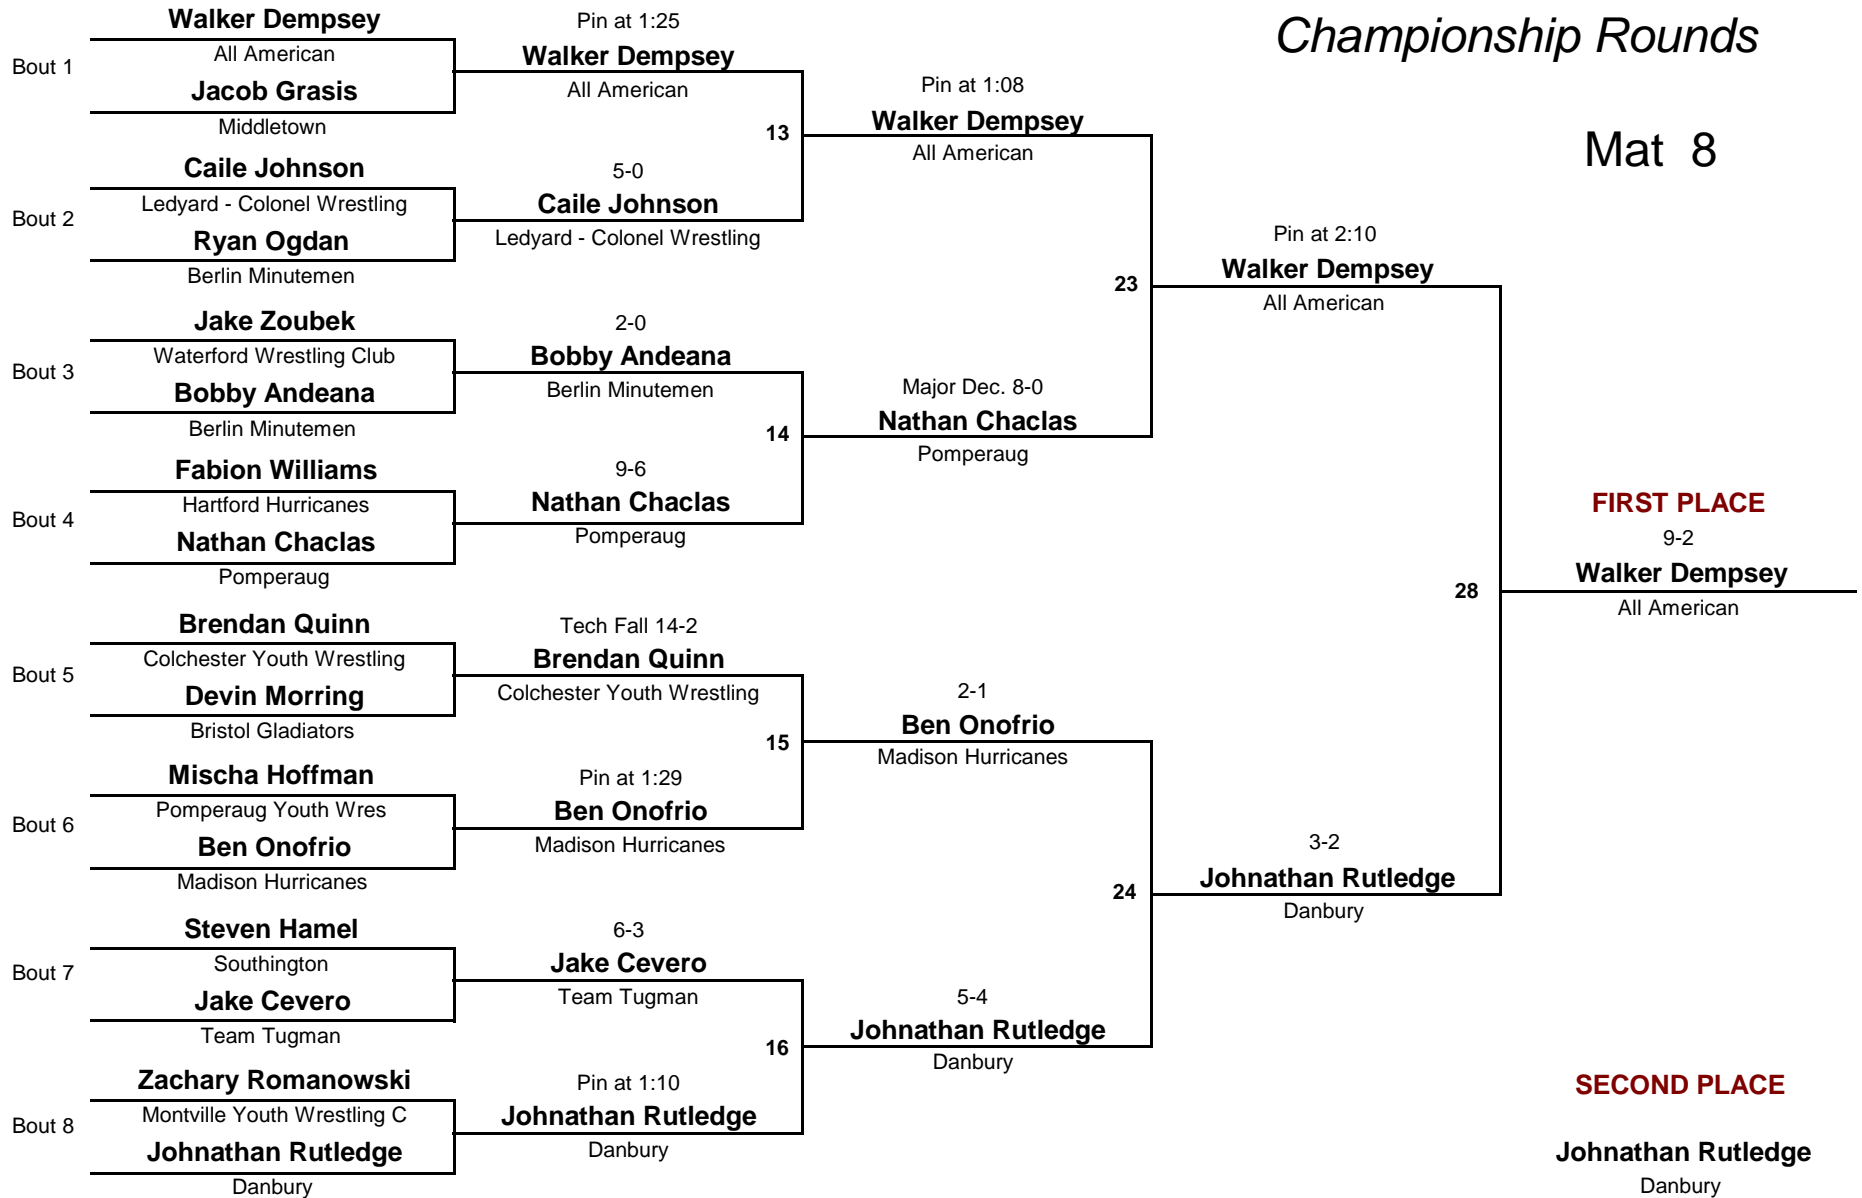 Championship Rounds
Mat 8
Bout 1
Walker Dempsey
All American
Jacob Grasis
Middletown
Bout 2
Caile Johnson
Ledyard - Colonel Wrestling
Ryan Ogdan
Berlin Minutemen
Bout 3
Jake Zoubek
Waterford Wrestling Club
Bobby Andeana
Berlin Minutemen
Bout 4
Fabion Williams
Hartford Hurricanes
Nathan Chaclas
Pomperaug
Bout 5
Brendan Quinn
Colchester Youth Wrestling
Devin Morring
Bristol Gladiators
Bout 6
Mischa Hoffman
Pomperaug Youth Wres
Ben Onofrio
Madison Hurricanes
Bout 7
Steven Hamel
Southington
Jake Cevero
Team Tugman
Bout 8
Zachary Romanowski
Montville Youth Wrestling C
Johnathan Rutledge
Danbury
Pin at 1:25
Walker Dempsey
All American
13
5-0
Caile Johnson
Ledyard - Colonel Wrestling
2-0
Bobby Andeana
Berlin Minutemen
14
9-6
Nathan Chaclas
Pomperaug
Tech Fall 14-2
Brendan Quinn
Colchester Youth Wrestling
15
Pin at 1:29
Ben Onofrio
Madison Hurricanes
6-3
Jake Cevero
Team Tugman
16
Pin at 1:10
Johnathan Rutledge
Danbury
Pin at 1:08
Walker Dempsey
All American
23
Major Dec. 8-0
Nathan Chaclas
Pomperaug
2-1
Ben Onofrio
Madison Hurricanes
24
5-4
Johnathan Rutledge
Danbury
Pin at 2:10
Walker Dempsey
All American
28
3-2
Johnathan Rutledge
Danbury
FIRST PLACE
9-2
Walker Dempsey
All American
SECOND PLACE
Johnathan Rutledge
Danbury